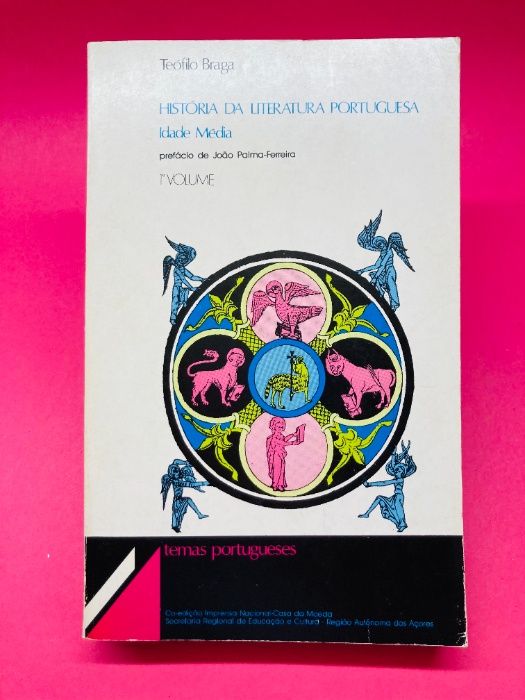 Teófilo Braga
HISTÓRIA DA LITERATURA PORTUGUESA
Idade Média
prefácio de João Palma-Ferreira
1º VOLUME
temas portugueses
Co-edição Imprensa Nacional-Casa da Moeda
Secretaria Regional de Educação e Cultura - Região Autónoma dos Açores